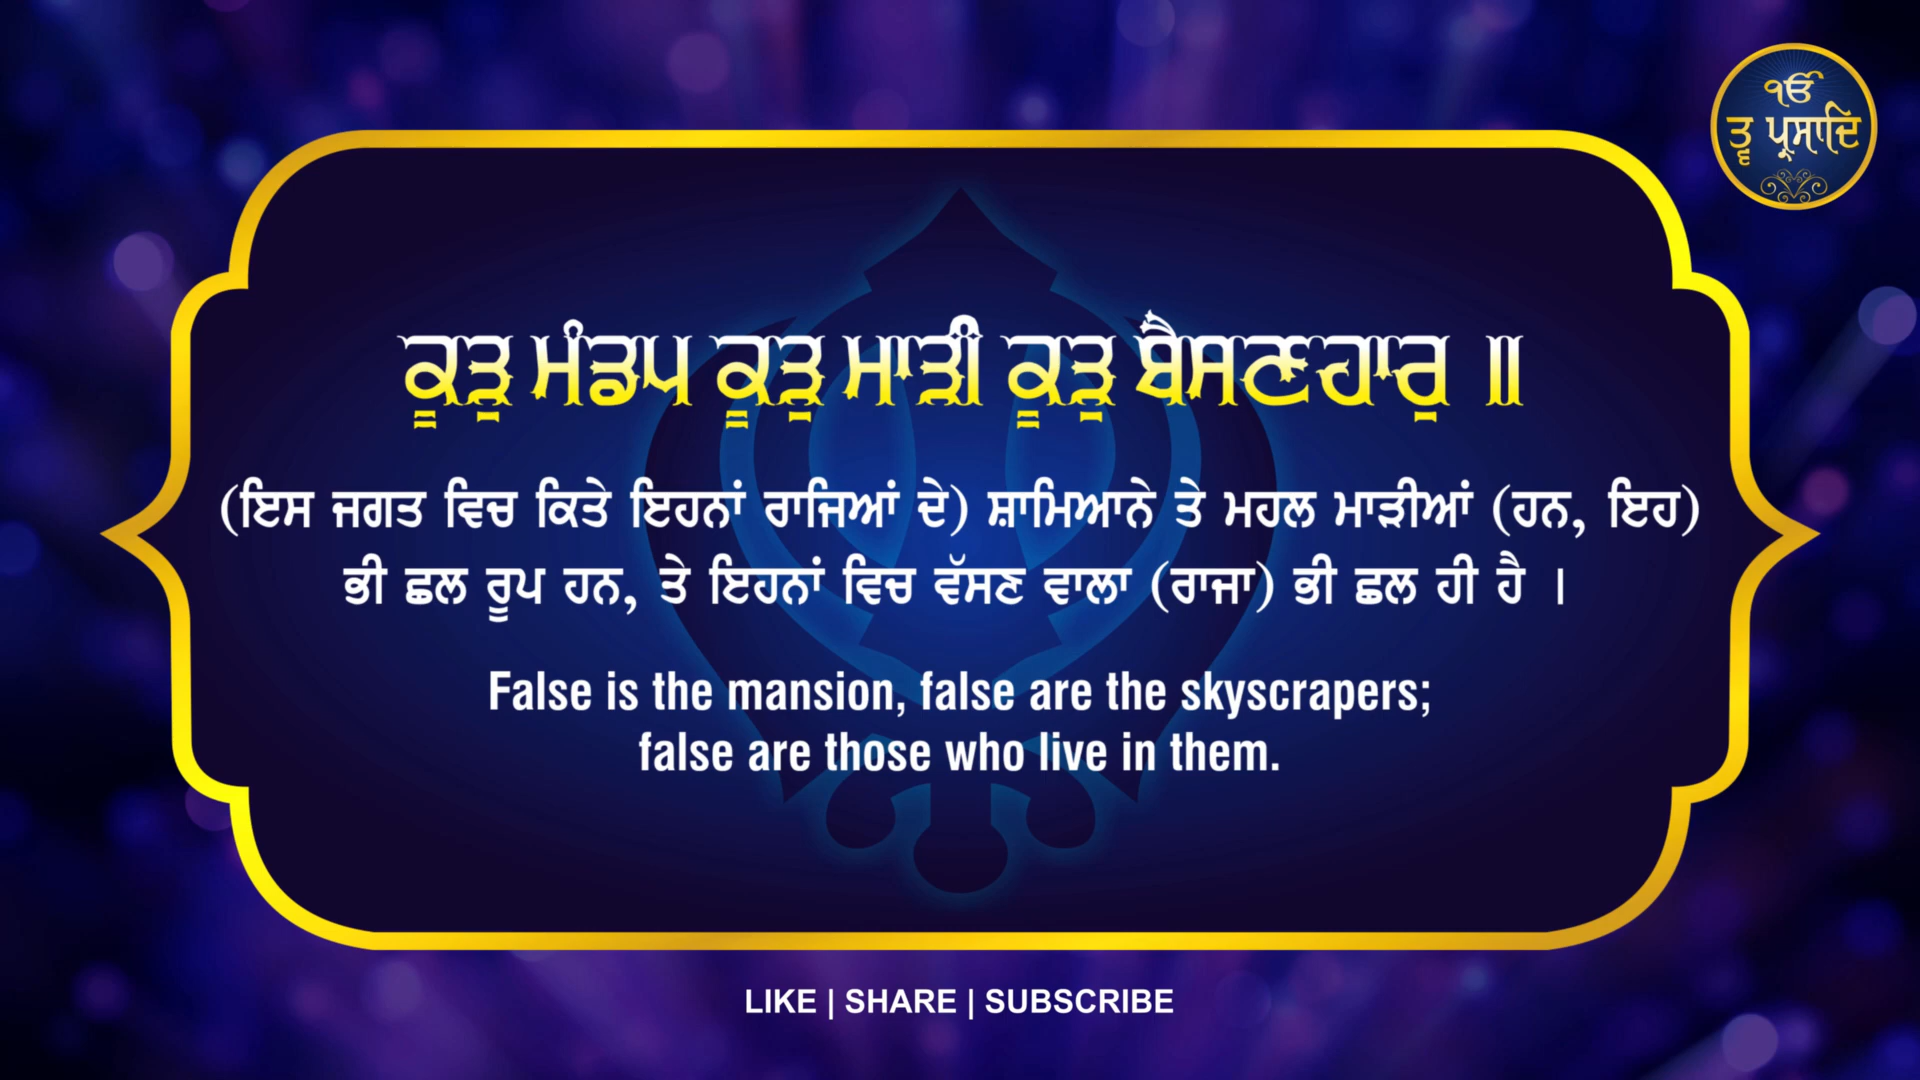 ੴ
ਤ੍ਵ ਪ੍ਰਸਾਦਿ
ਕੂੜੁ ਮੰਡਪ ਕੂੜੁ ਮਾੜੀ ਕੂੜੁ ਬੈਸਣਹਾਰੁ ॥
(ਇਸ ਜਗਤ ਵਿਚ ਕਿਤੇ ਇਹਨਾਂ ਰਾਜਿਆਂ ਦੇ) ਸ਼ਾਮਿਆਨੇ ਤੇ ਮਹਲ ਮਾੜੀਆਂ (ਹਨ, ਇਹ)
ਭੀ ਛਲ ਰੂਪ ਹਨ, ਤੇ ਇਹਨਾਂ ਵਿਚ ਵੱਸਣ ਵਾਲਾ (ਰਾਜਾ) ਭੀ ਛਲ ਹੀ ਹੈ ।
False is the mansion, false are the skyscrapers;
false are those who live in them.
LIKE | SHARE | SUBSCRIBE